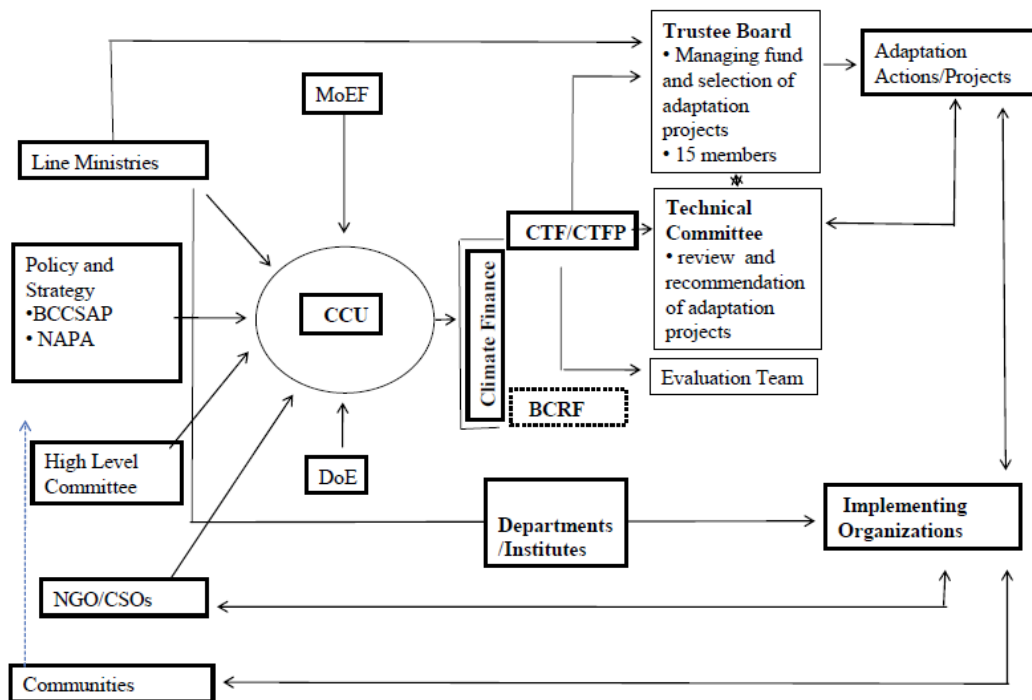 Trustee Board
• Managing fund
and selection of
adaptation
projects
• 15 members
Adaptation
Actions/Projects
MoEF
Line Ministries
CTF/CTFP
Technical
Committee
• review and
recommendation
of adaptation
projects
Policy and
Strategy
•BCCSAP
• NAPA
CCU
Climate Finance
Evaluation Team
BCRF
High Level
Committee
DoE
Departments
/Institutes
Implementing
Organizations
NGO/CSOs
Communities